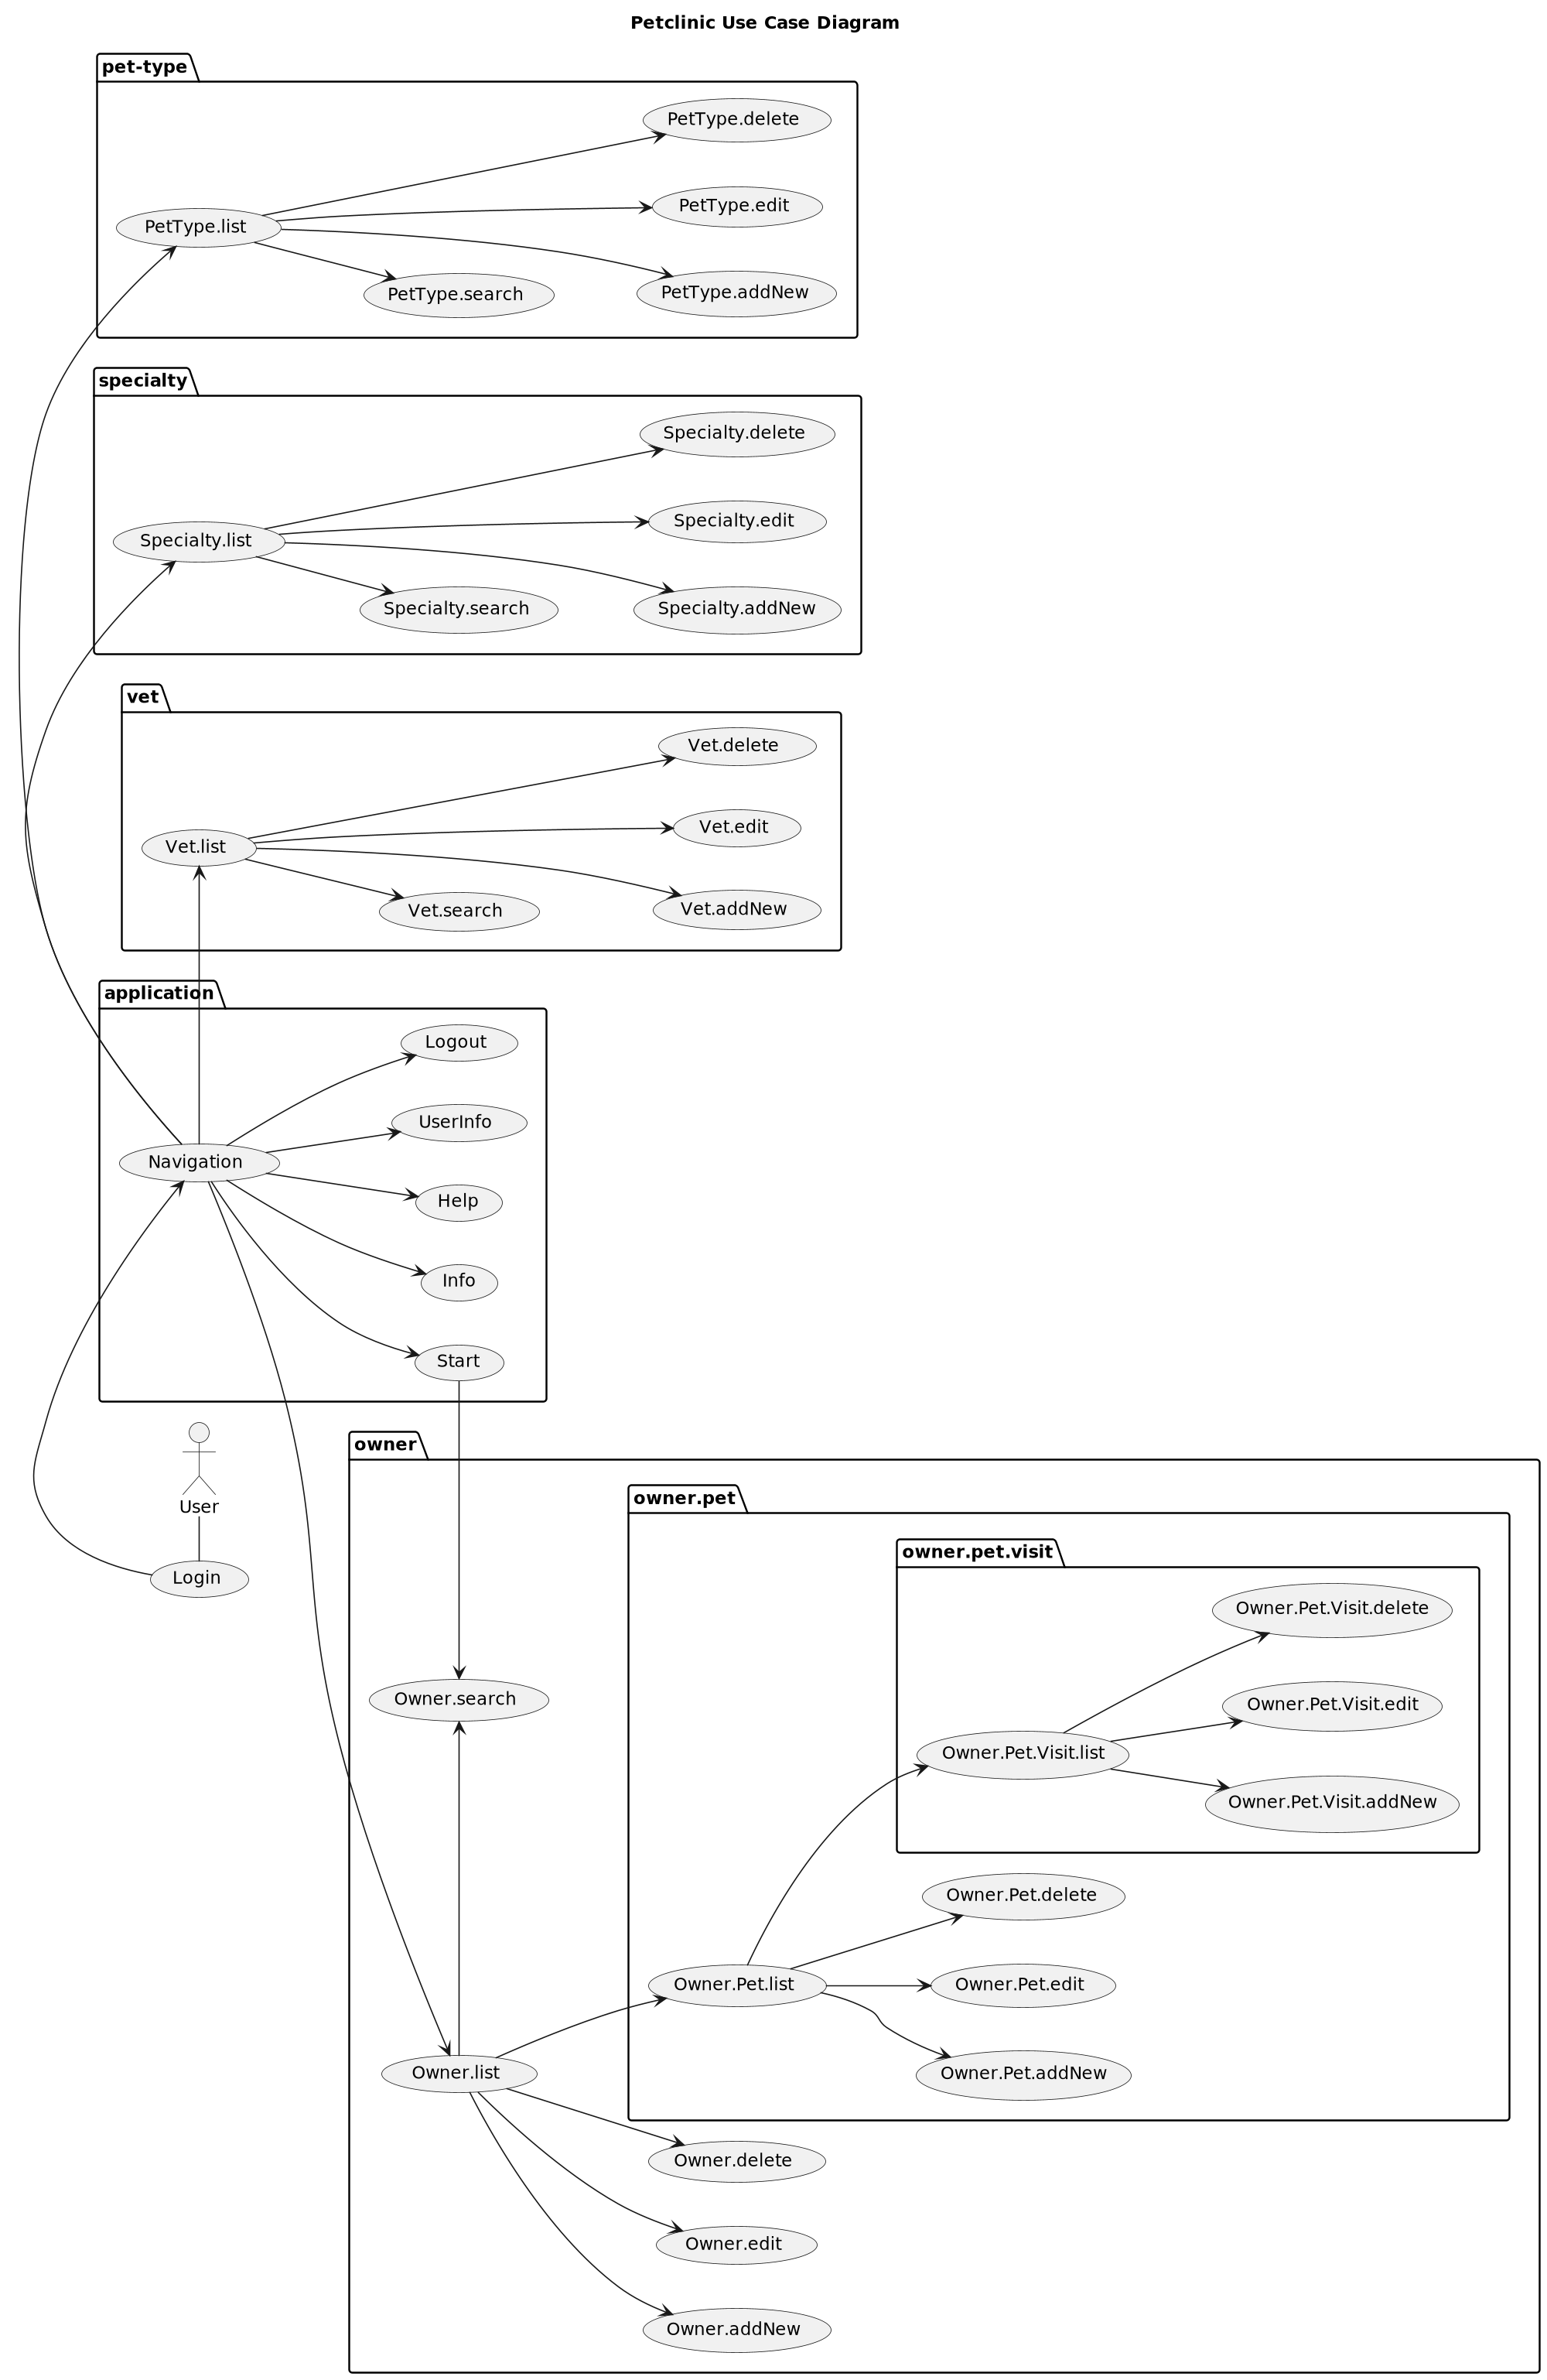 Petclinic Use Case Diagram
pet-type
PetType.delete
PetType.edit
PetType.list
PetType.search
PetType.addNew
specialty
Specialty.delete
Specialty.edit
Specialty.list
Specialty.search
Specialty.addNew
vet
Vet.delete
Vet.edit
Vet.list
Vet.search
Vet.addNew
application
Logout
UserInfo
Navigation
Help
Info
Start
User
Login
owner
owner.pet
owner.pet.visit
Owner.Pet.Visit.delete
Owner.search
Owner.Pet.Visit.edit
Owner.Pet.Visit.list
Owner.Pet.Visit.addNew
Owner.Pet.delete
Owner.Pet.list
Owner.Pet.edit
Owner.list
Owner.Pet.addNew
Owner.delete
Owner.edit
Owner.addNew